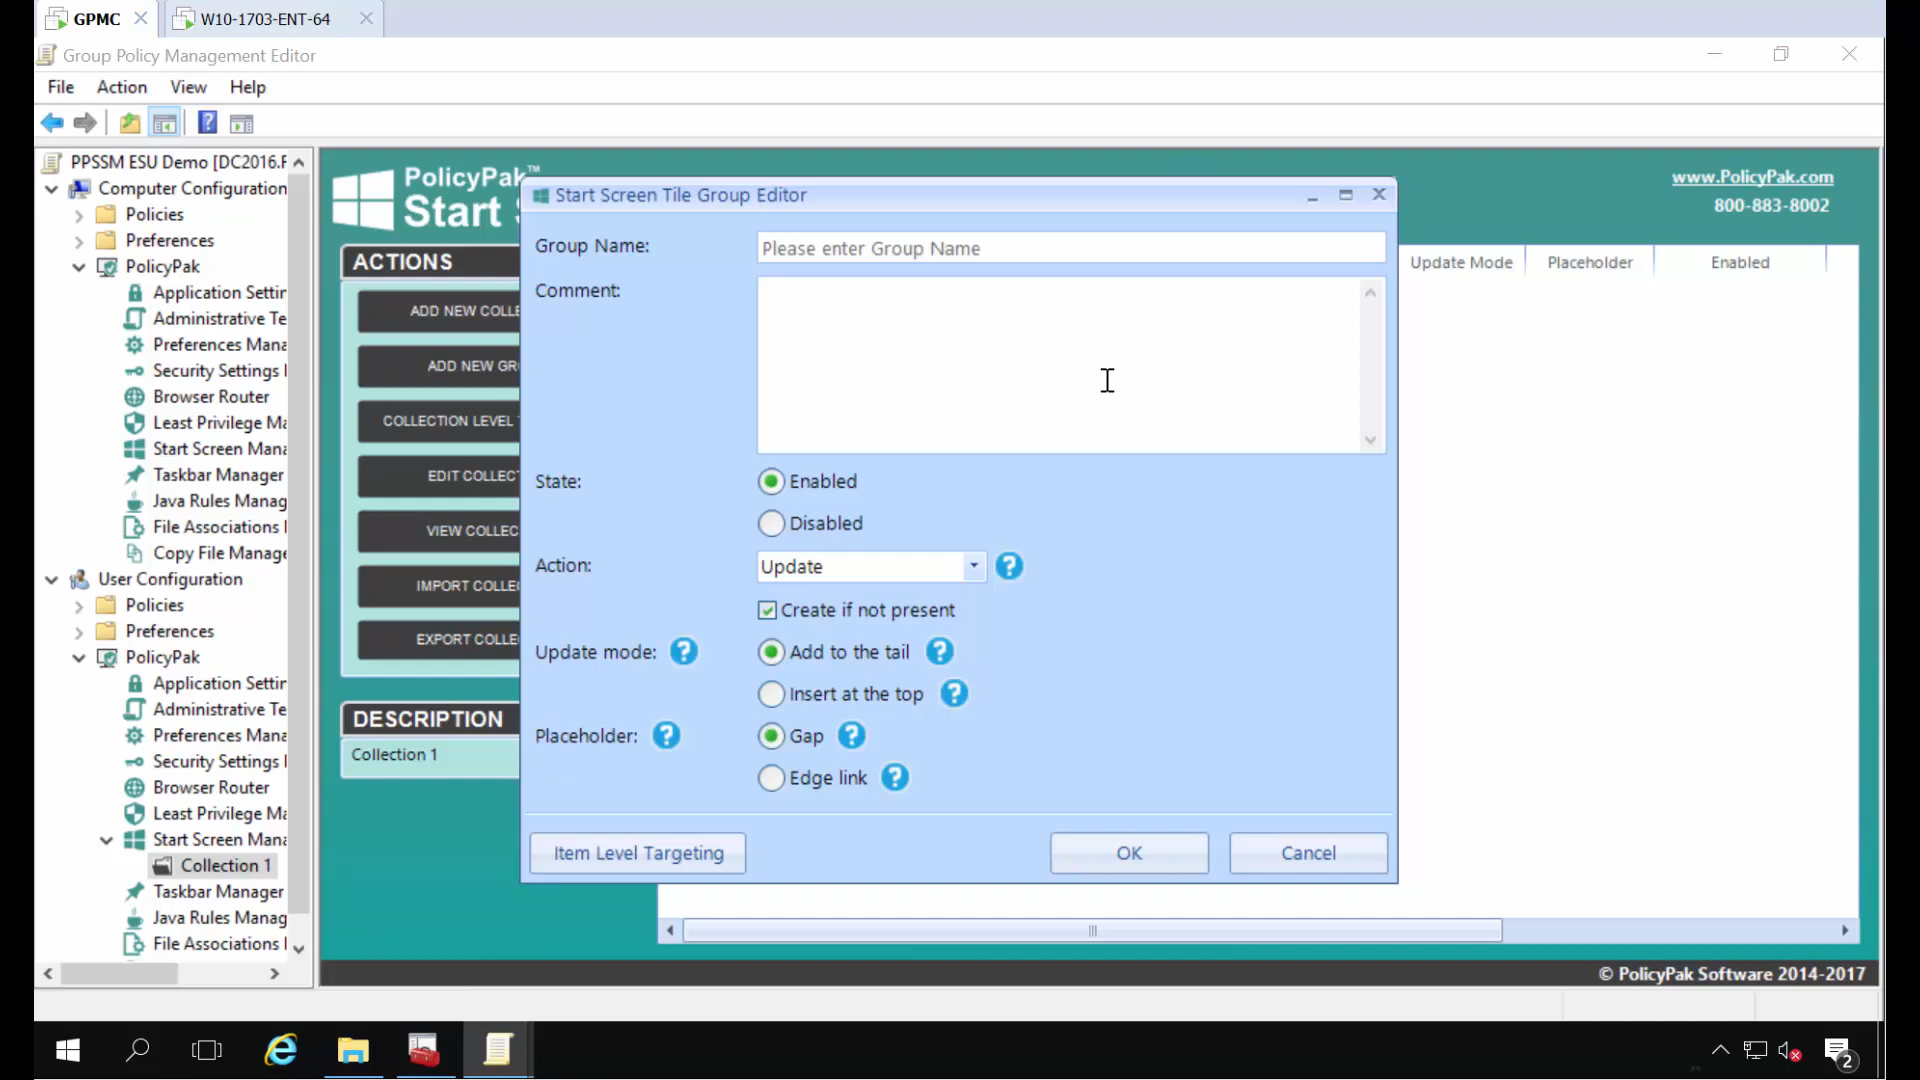 GPMC
W10-1703-ENT-64
Group Policy Management Editor
File Action View Help
PPSSM ESU Demo [DC2016.F
Computer Configuration
Policies
Preferences
PolicyPak
Application Settin
Administrative Te
Preferences Mana
Security Settings I
Browser Router
Least Privilege Ma
Start Screen Mana
Taskbar Manager
Java Rules Manag
File Associations I
Copy File Manage
User Configuration
Policies
Preferences
PolicyPak
Application Settin
Administrative Te
Preferences Mana
Security Settings I
Browser Router
Least Privilege Ma
Start Screen Mana
Collection 1
Taskbar Manager
Java Rules Manag
File Associations I
PolicyPak™
Start S
www.PolicyPak.com
800-883-8002
ACTIONS
ADD NEW COLLE
ADD NEW GR
COLLECTION LEVEL
EDIT COLLEC
VIEW COLLEC
IMPORT COLLE
EXPORT COLLE
DESCRIPTION
Collection 1
Update Mode Placeholder Enabled
Start Screen Tile Group Editor
Group Name: Please enter Group Name
Comment:
State: Enabled
Disabled
Action: Update ?
Create if not present
Update mode: ? Add to the tail ?
Insert at the top ?
Placeholder: ? Gap ?
Edge link ?
Item Level Targeting OK Cancel
© PolicyPak Software 2014-2017
2